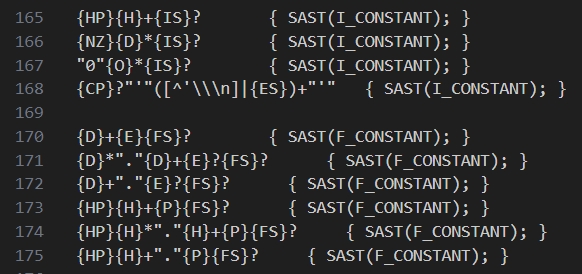 165 {HP}{H}+{IS}? { SAST(I_CONSTANT); }
166 {NZ}{D}*{IS}? { SAST(I_CONSTANT); }
167 "0"{O}*{IS}? { SAST(I_CONSTANT); }
168 {CP}?"'"([^'\\\n]|{ES})+"'" { SAST(I_CONSTANT); }
169
170 {D}+{E}{FS}? { SAST(F_CONSTANT); }
171 {D}*"."{D}+{E}?{FS}? { SAST(F_CONSTANT); }
172 {D}+"."{E}?{FS}? { SAST(F_CONSTANT); }
173 {HP}{H}+{P}{FS}? { SAST(F_CONSTANT); }
174 {HP}{H}*"."{H}+{P}{FS}? { SAST(F_CONSTANT); }
175 {HP}{H}+"."{P}{FS}? { SAST(F_CONSTANT); }